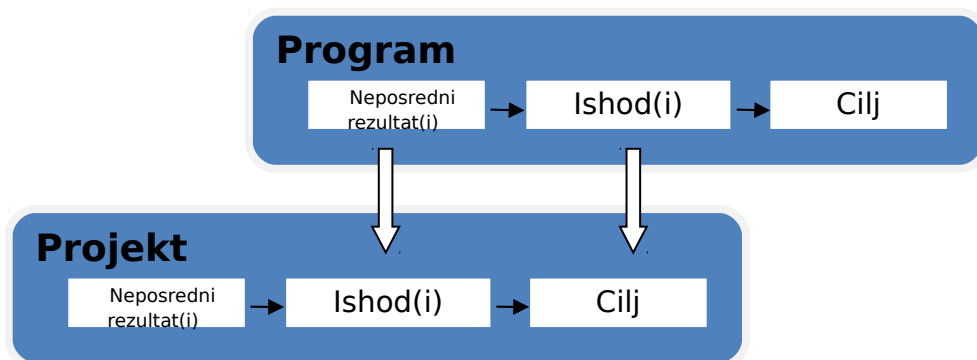 Program
Neposredni
rezultat(i)
Ishod(i)
Cilj
Projekt
Neposredni
rezultat(i)
Ishod(i)
Cilj